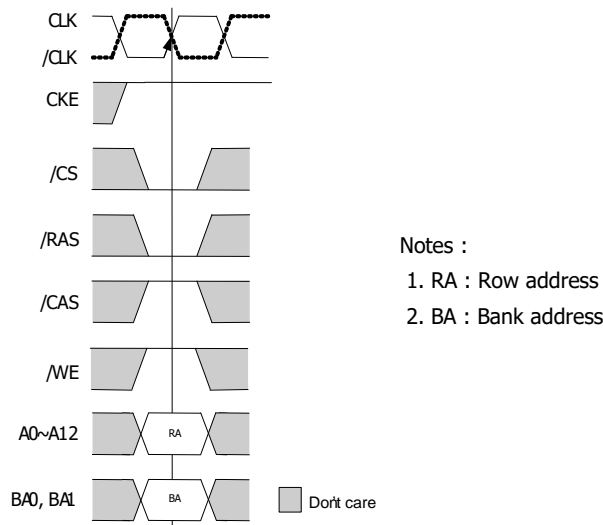 CLK
/CLK
CKE
/CS
/RAS
/CAS
/WE
A0~A12 RA
BA0, BA1 BA
Don't care
Notes :
1. RA : Row address
2. BA : Bank address